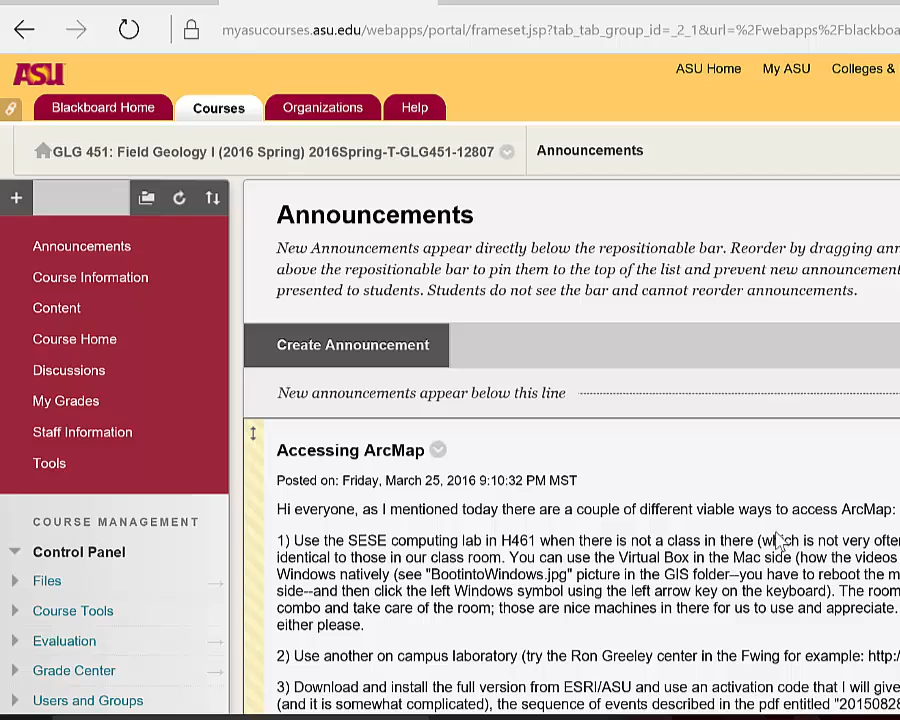 myasucourses.asu.edu/webapps/portal/frameset.jsp?tab_tab_group_id=_2_1&url=%2Fwebapps%2Fblackboa
ASU
ASU Home My ASU Colleges &
Blackboard Home Courses Organizations Help
GLG 451: Field Geology I (2016 Spring) 2016Spring-T-GLG451-12807 Announcements
Announcements
Course Information
Content
Course Home
Discussions
My Grades
Staff Information
Tools
COURSE MANAGEMENT
Control Panel
Files
Course Tools
Evaluation
Grade Center
Users and Groups
Announcements
New Announcements appear directly below the repositionable bar. Reorder by dragging ann
above the repositionable bar to pin them to the top of the list and prevent new announcement
presented to students. Students do not see the bar and cannot reorder announcements.
Create Announcement
New announcements appear below this line
Accessing ArcMap
Posted on: Friday, March 25, 2016 9:10:32 PM MST
Hi everyone, as I mentioned today there are a couple of different viable ways to access ArcMap:
1) Use the SESE computing lab in H461 when there is not a class in there (which is not very ofte
identical to those in our class room. You can use the Virtual Box in the Mac side (how the videos
Windows natively (see "BootintoWindows.jpg" picture in the GIS folder--you have to reboot the m
side--and then click the left Windows symbol using the left arrow key on the keyboard). The room
combo and take care of the room; those are nice machines in there for us to use and appreciate.
either please.
2) Use another on campus laboratory (try the Ron Greeley center in the Fwing for example: http:/
3) Download and install the full version from ESRI/ASU and use an activation code that I will give
(and it is somewhat complicated), the sequence of events described in the pdf entitled "2015082